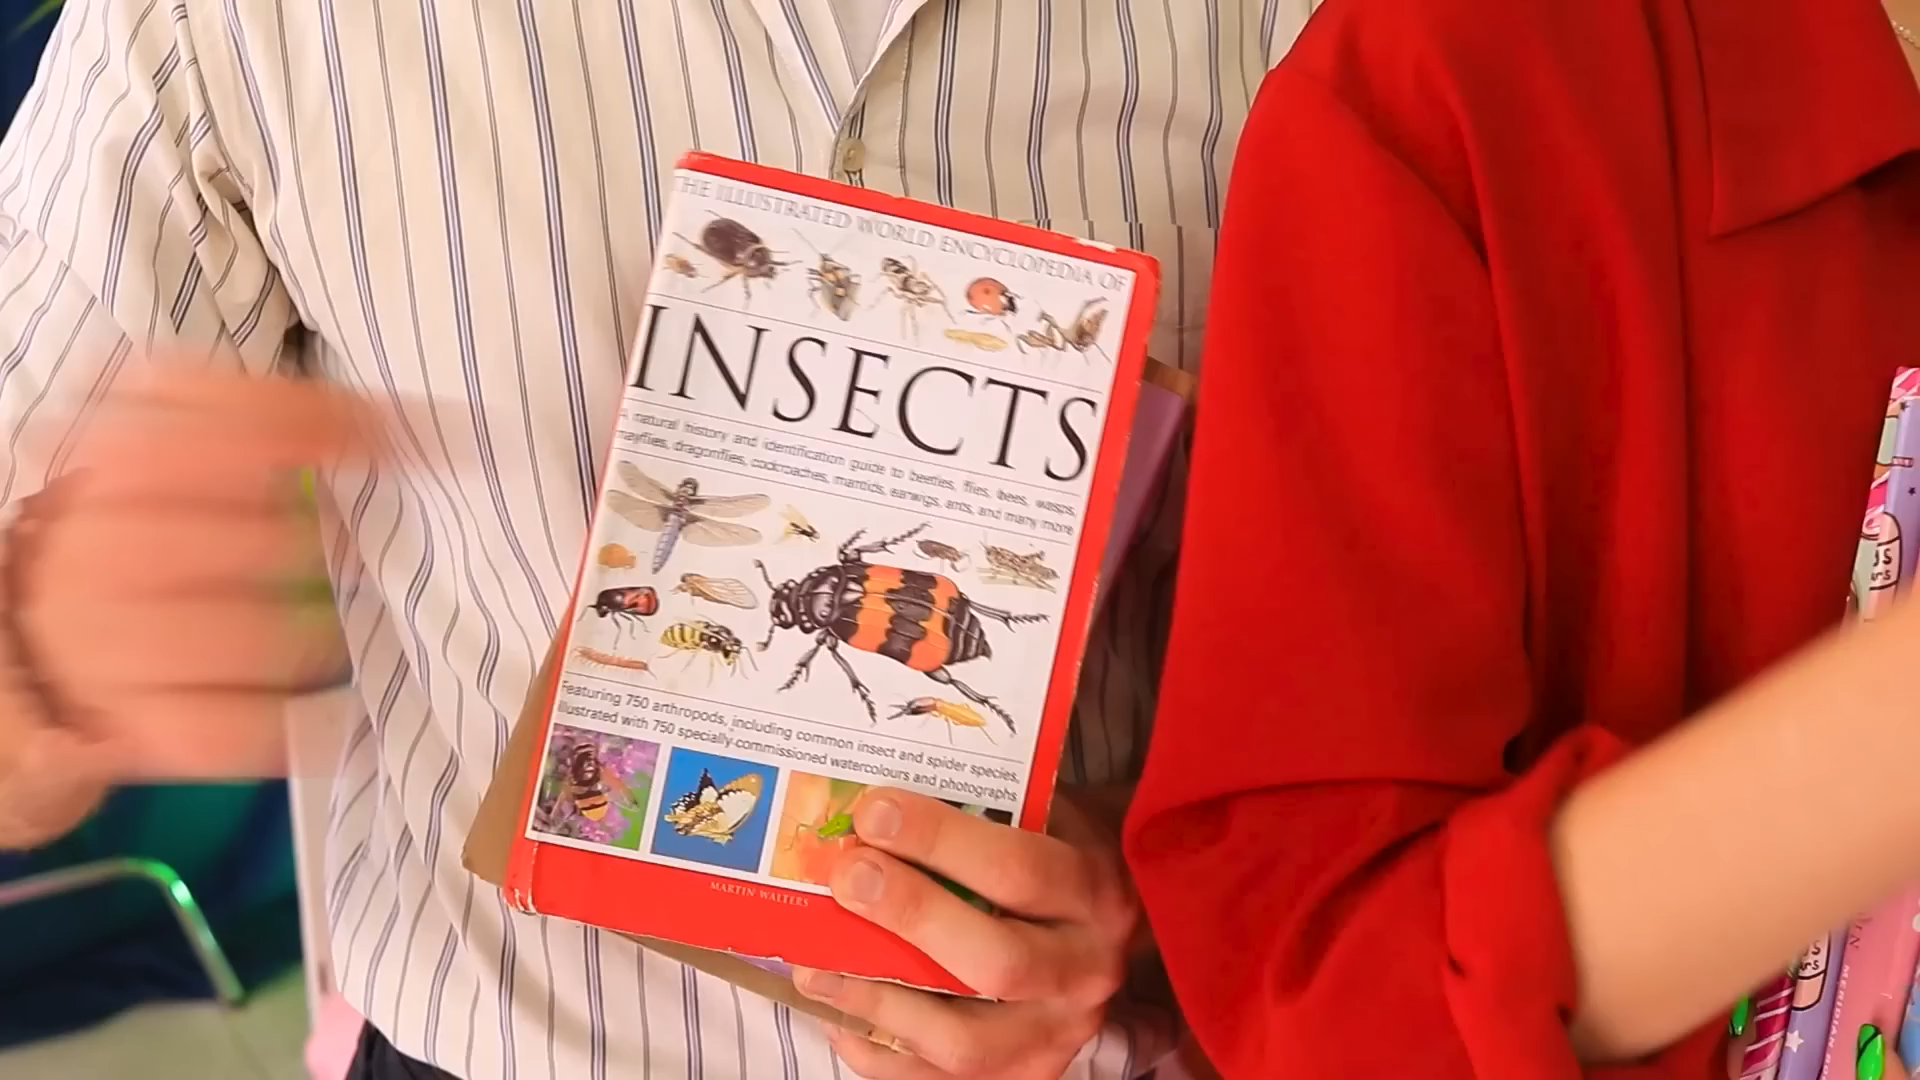 THE ILLUSTRATED WORLD ENCYCLOPEDIA OF
INSECTS
A natural history and identification guide to beetles, flies, bees, wasps,
mayflies, dragonflies, cockroaches, mantids, earwigs, ants, and many more
Featuring 750 arthropods, including common insect and spider species,
illustrated with 750 specially-commissioned watercolours and photographs
MARTIN WALTERS